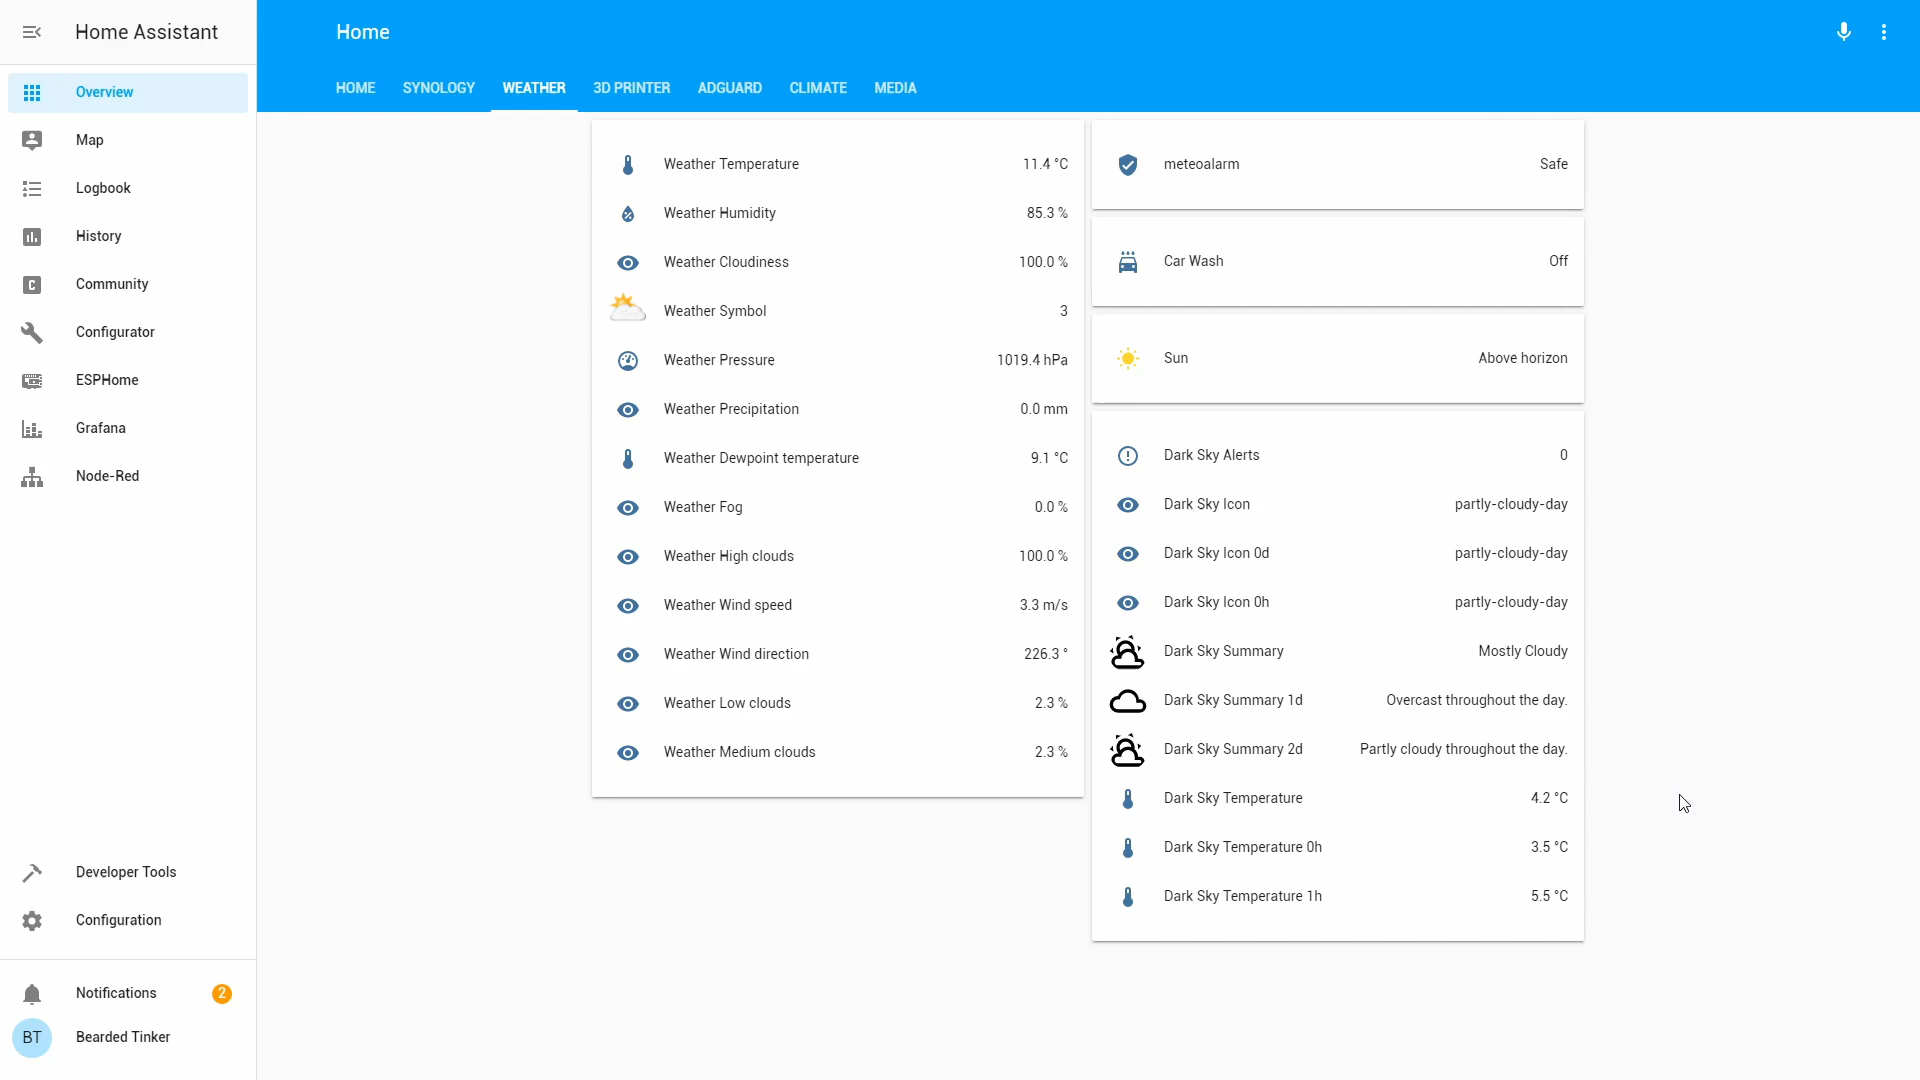 Home Assistant
Overview
Map
Logbook
History
C Community
Configurator
ESPHome
Grafana
Node-Red
Developer Tools
Configuration
Notifications 2
BT Bearded Tinker
Home
HOME SYNOLOGY WEATHER 3D PRINTER ADGUARD CLIMATE MEDIA
Weather Temperature 11.4 °C
Weather Humidity 85.3 %
Weather Cloudiness 100.0 %
Weather Symbol 3
Weather Pressure 1019.4 hPa
Weather Precipitation 0.0 mm
Weather Dewpoint temperature 9.1 °C
Weather Fog 0.0 %
Weather High clouds 100.0 %
Weather Wind speed 3.3 m/s
Weather Wind direction 226.3 °
Weather Low clouds 2.3 %
Weather Medium clouds 2.3 %
meteoalarm Safe
Car Wash Off
Sun Above horizon
Dark Sky Alerts 0
Dark Sky Icon partly-cloudy-day
Dark Sky Icon 0d partly-cloudy-day
Dark Sky Icon 0h partly-cloudy-day
Dark Sky Summary Mostly Cloudy
Dark Sky Summary 1d Overcast throughout the day.
Dark Sky Summary 2d Partly cloudy throughout the day.
Dark Sky Temperature 4.2 °C
Dark Sky Temperature 0h 3.5 °C
Dark Sky Temperature 1h 5.5 °C